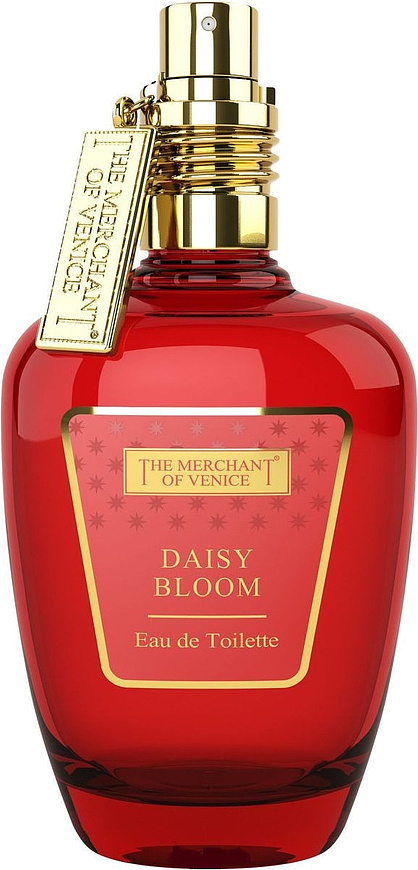 THE MERCHANT
OF VENICE®
THE MERCHANT®
OF VENICE
DAISY
BLOOM
Eau de Toilette